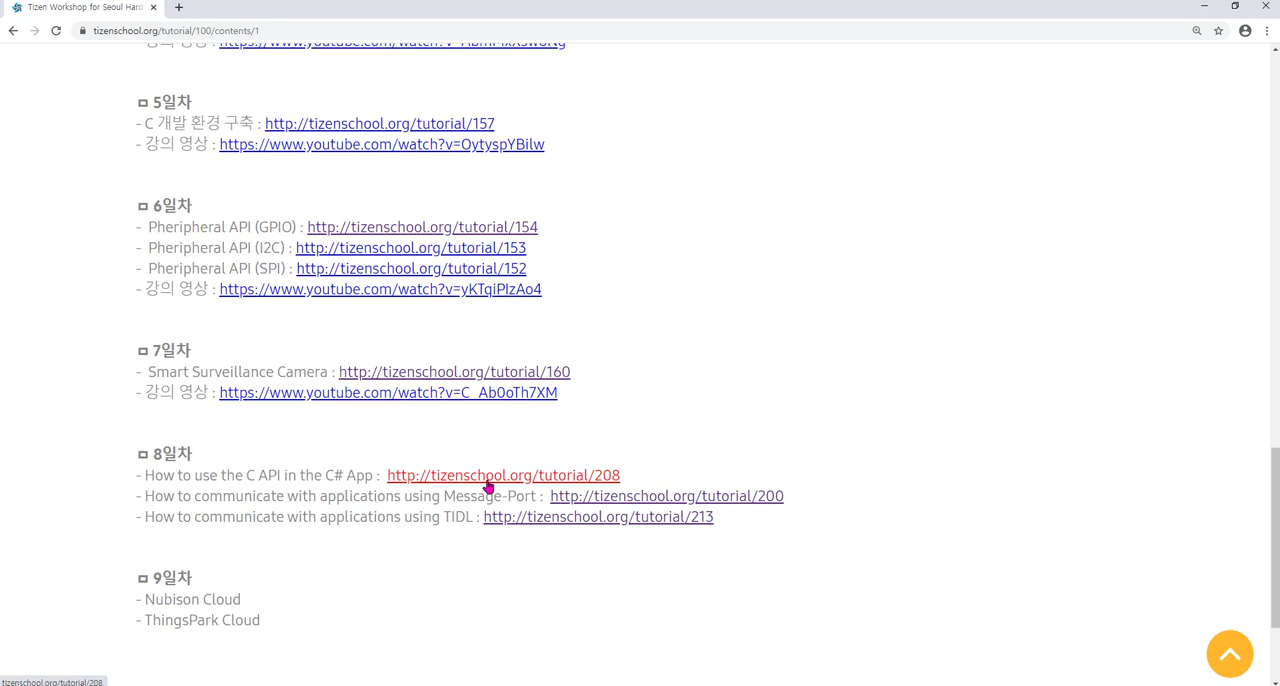 Tizen Workshop for Seoul Hard
tizenschool.org/tutorial/100/contents/1
- 강의 영상 :
ㅁ 5일차
- C 개발 환경 구축 : http://tizenschool.org/tutorial/157
- 강의 영상 : https://www.youtube.com/watch?v=OytyspYBilw
ㅁ 6일차
- Pheripheral API (GPIO) : http://tizenschool.org/tutorial/154
- Pheripheral API (I2C) : http://tizenschool.org/tutorial/153
- Pheripheral API (SPI) : http://tizenschool.org/tutorial/152
- 강의 영상 : https://www.youtube.com/watch?v=yKTqiPIzAo4
ㅁ 7일차
- Smart Surveillance Camera : http://tizenschool.org/tutorial/160
- 강의 영상 : https://www.youtube.com/watch?v=C_Ab0oTh7XM
ㅁ 8일차
- How to use the C API in the C# App : http://tizenschool.org/tutorial/208
- How to communicate with applications using Message-Port : http://tizenschool.org/tutorial/200
- How to communicate with applications using TIDL : http://tizenschool.org/tutorial/213
ㅁ 9일차
- Nubison Cloud
- ThingsPark Cloud
tizenschool.org/tutorial/208